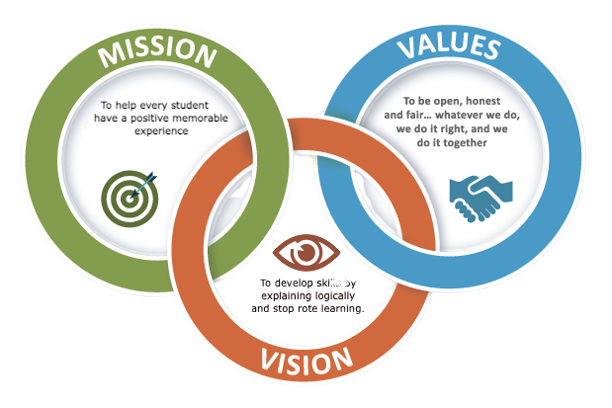 MISSION
To help every student
have a positive memorable
experience
VALUES
To be open, honest
and fair... whatever we do,
we do it right, and we
do it together
To develop skills by
explaining logically
and stop rote learning.
VISION